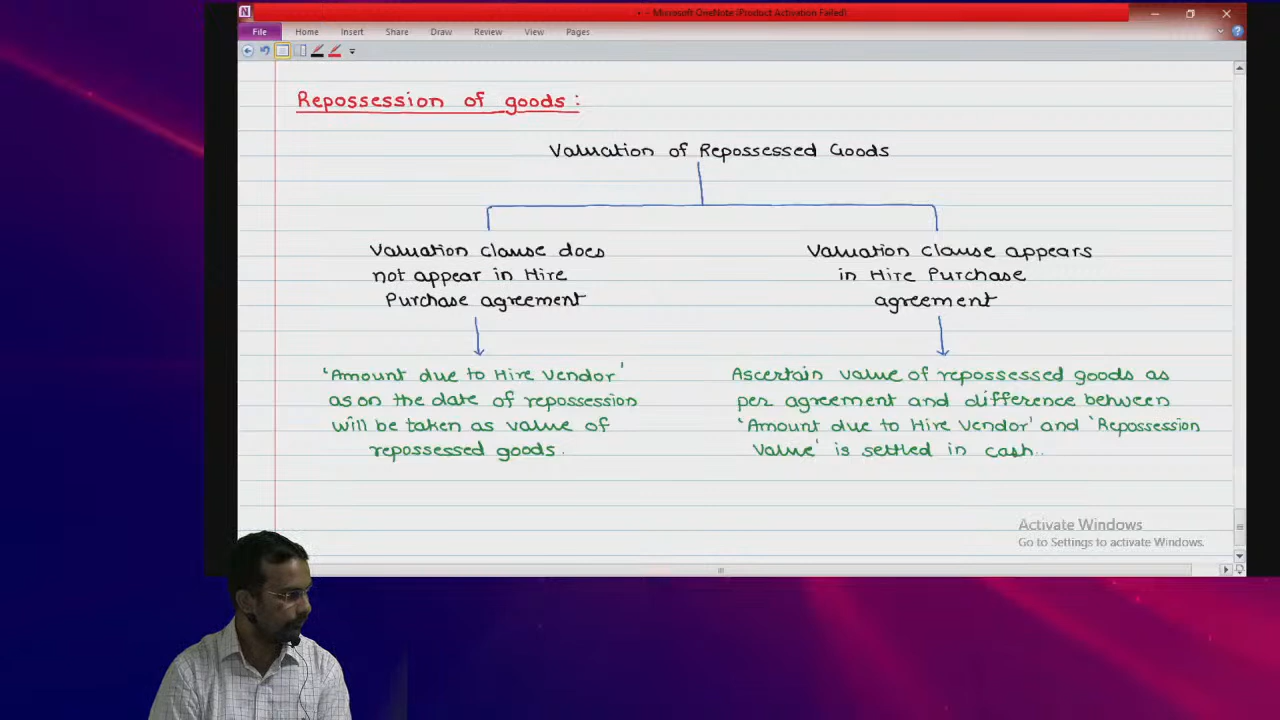 Microsoft OneNote (Product Activation Failed)
File Home Insert Share Draw Review View Pages
Repossession of goods:
Valuation of Repossessed Goods
Valuation clause does
not appear in Hire
Purchase agreement
Valuation clause appears
in Hire Purchase
agreement
'Amount due to Hire Vendor'
as on the date of repossession
will be taken as value of
repossessed goods.
Ascertain value of repossessed goods as
per agreement and difference between
'Amount due to Hire Vendor' and 'Repossession
Value' is settled in cash..
Activate Windows
Go to Settings to activate Windows.